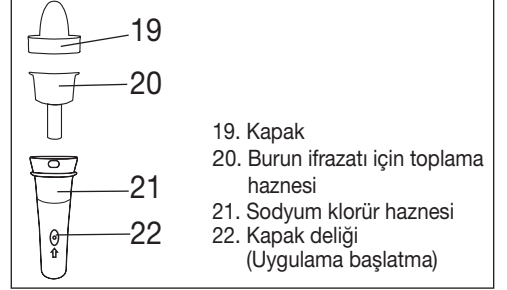 19
20
21
22
19. Kapak
20. Burun ifrazatı için toplama
haznesi
21. Sodyum klorür haznesi
22. Kapak deliği
(Uygulama başlatma)